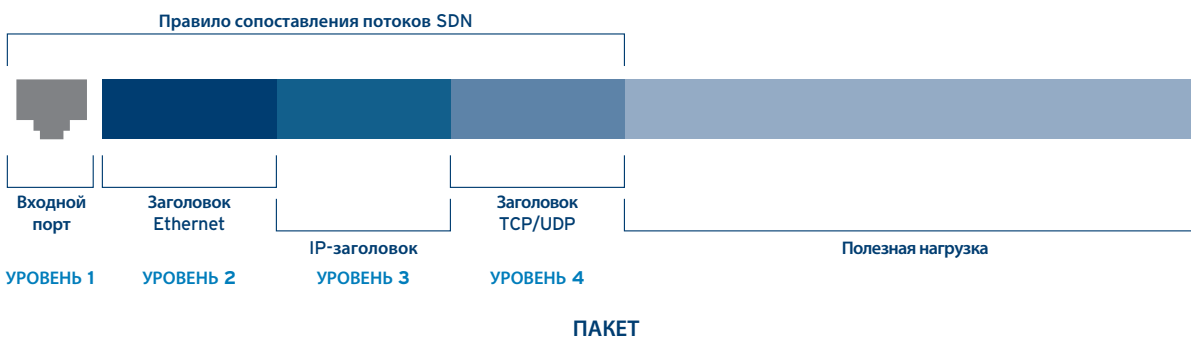 Правило сопоставления потоков SDN
Входной
порт
Заголовок
Ethernet
IP-заголовок
Заголовок
TCP/UDP
Полезная нагрузка
УРОВЕНЬ 1
УРОВЕНЬ 2
УРОВЕНЬ 3
УРОВЕНЬ 4
ПАКЕТ